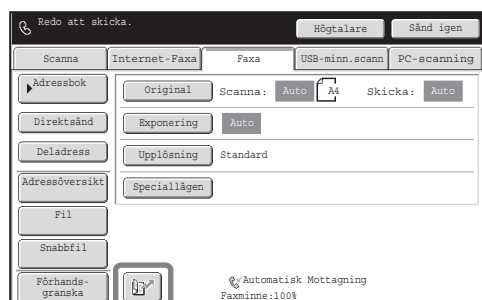 Redo att skicka.
Högtalare
Sänd igen
Scanna
Internet-Faxa
Faxa
USB-minn.scann
PC-scanning
Adressbok
Original
Scanna:
Auto
A4
Skicka:
Auto
Direktsänd
Exponering
Auto
Deladress
Upplösning
Standard
Adressöversikt
Speciallägen
Fil
Snabbfil
Förhands-
granska
Automatisk Mottagning
Faxminne:100%